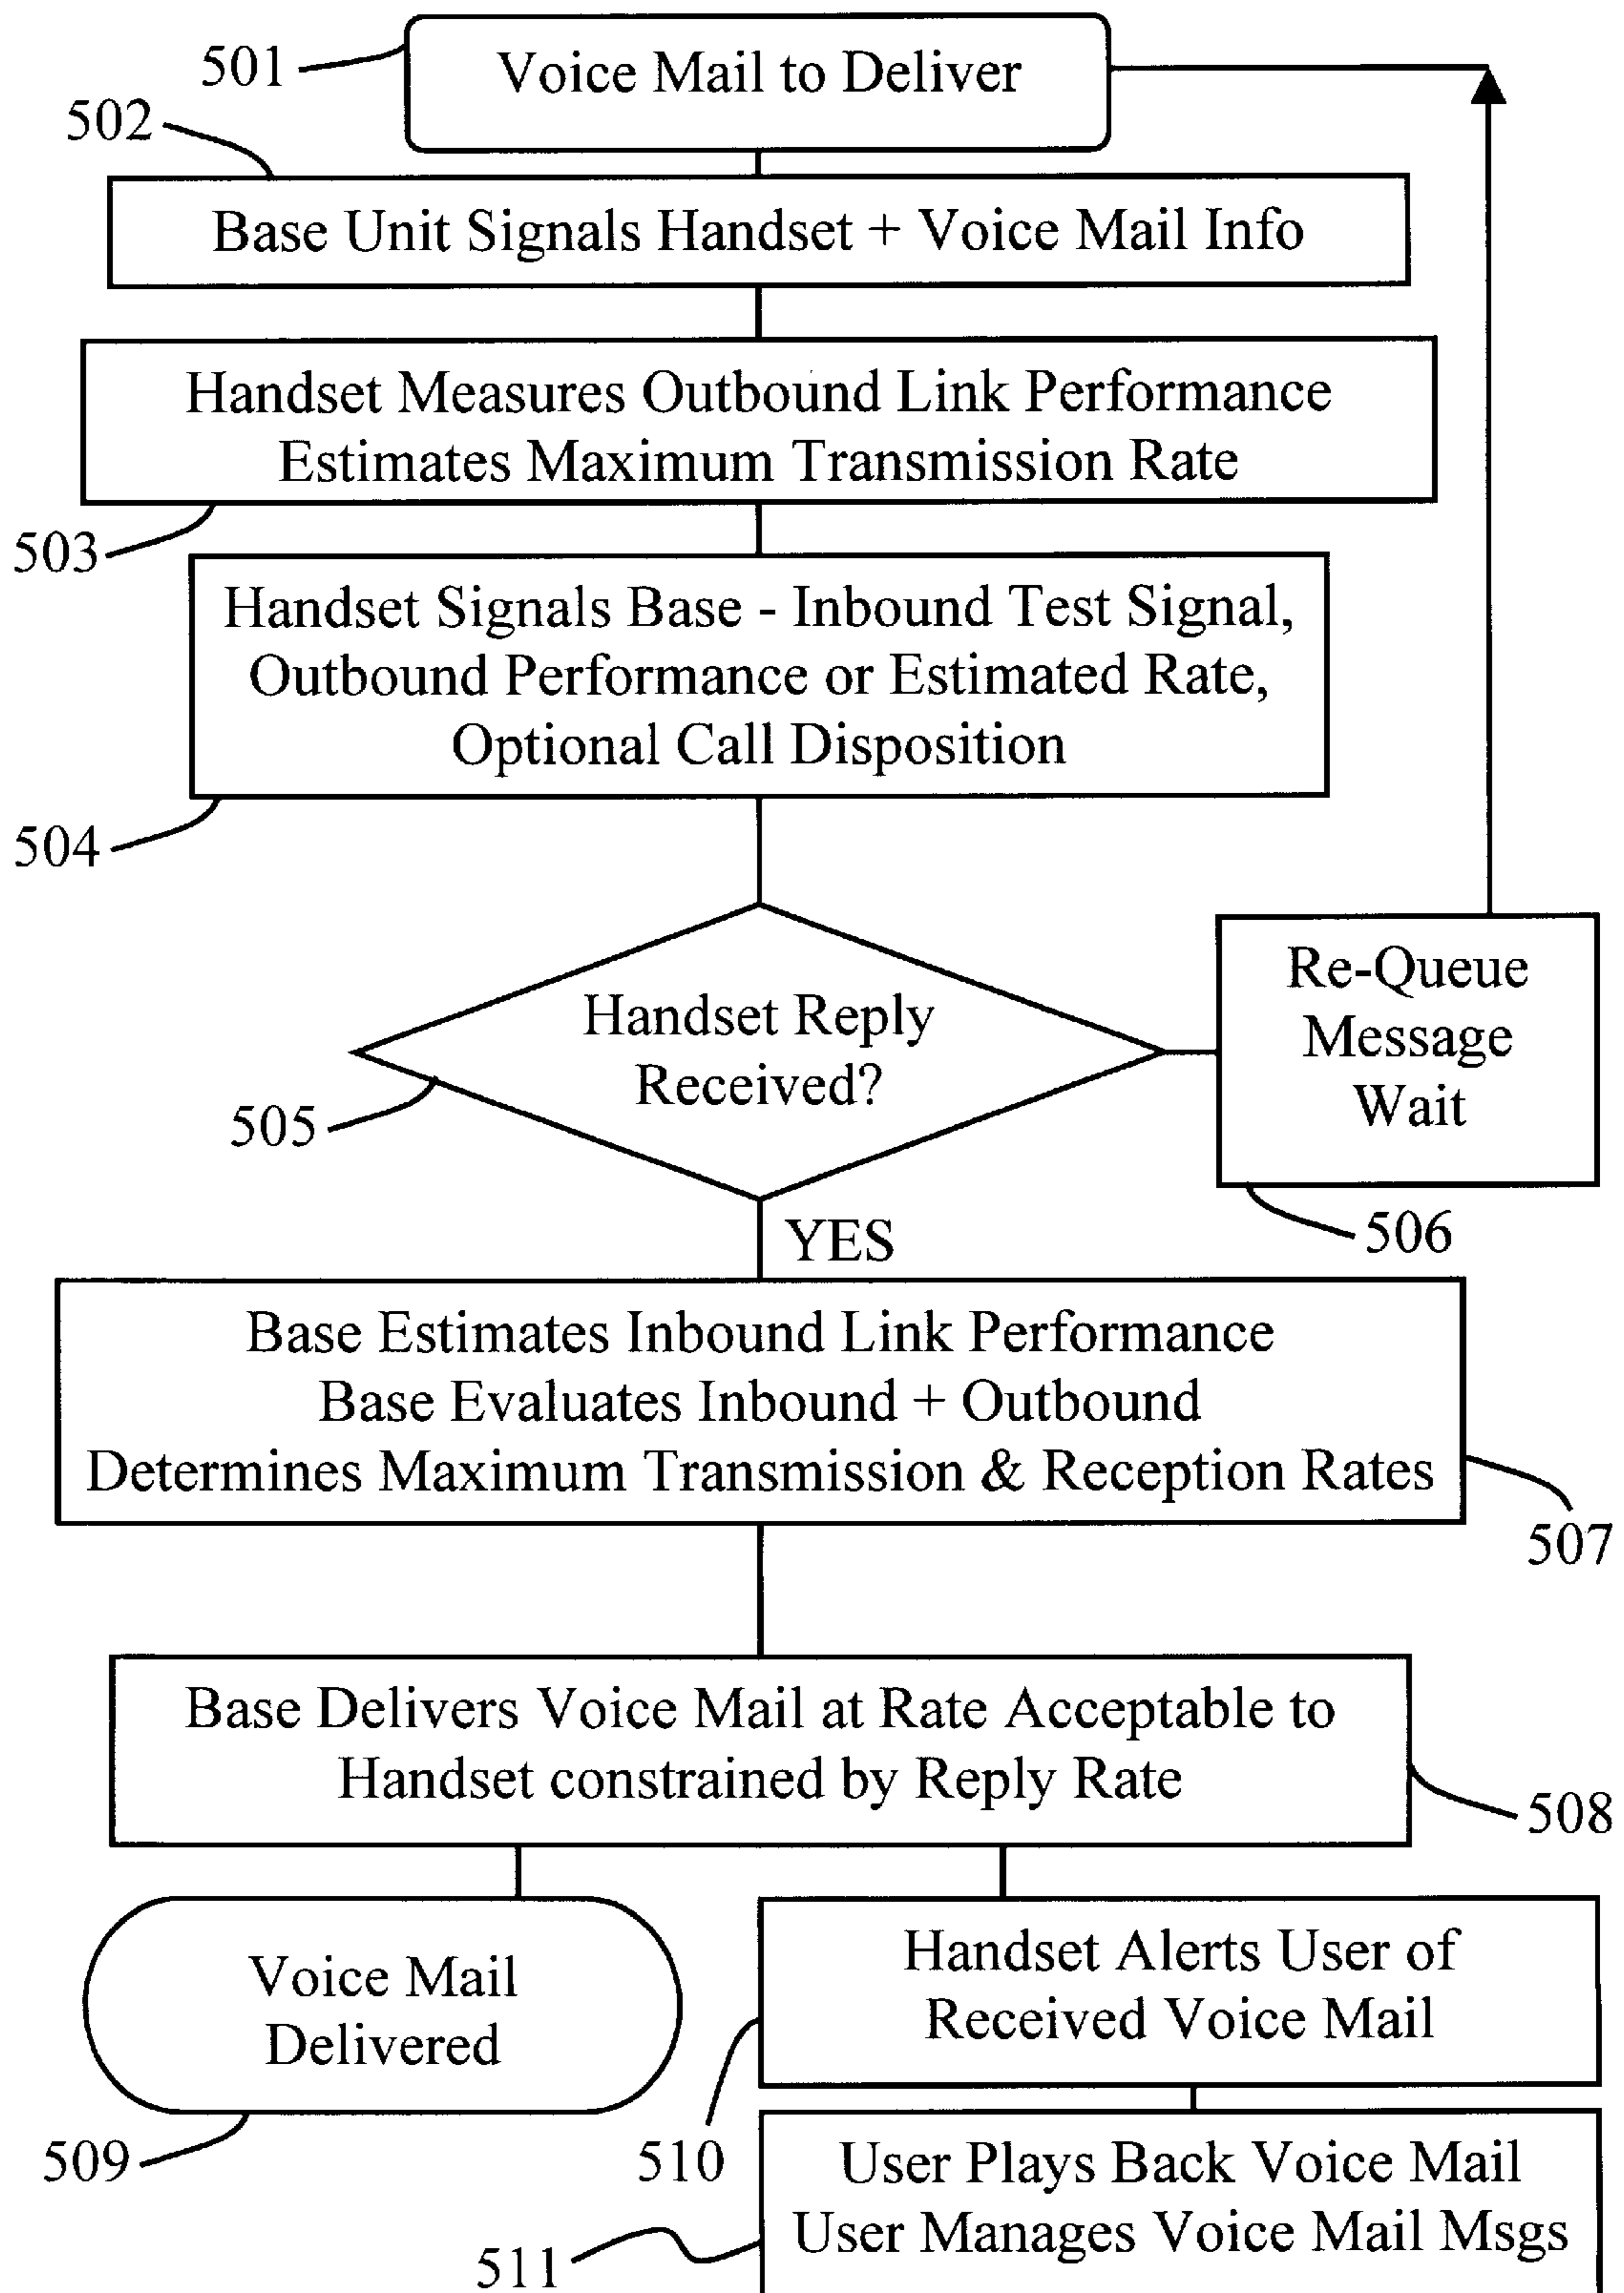 501
Voice Mail to Deliver
502
Base Unit Signals Handset + Voice Mail Info
Handset Measures Outbound Link Performance
Estimates Maximum Transmission Rate
503
Handset Signals Base - Inbound Test Signal,
Outbound Performance or Estimated Rate,
Optional Call Disposition
504
Handset Reply
Received?
505
Re-Queue
Message
Wait
506
YES
Base Estimates Inbound Link Performance
Base Evaluates Inbound + Outbound
Determines Maximum Transmission & Reception Rates
507
Base Delivers Voice Mail at Rate Acceptable to
Handset constrained by Reply Rate
508
Voice Mail
Delivered
509
Handset Alerts User of
Received Voice Mail
510
User Plays Back Voice Mail
User Manages Voice Mail Msgs
511